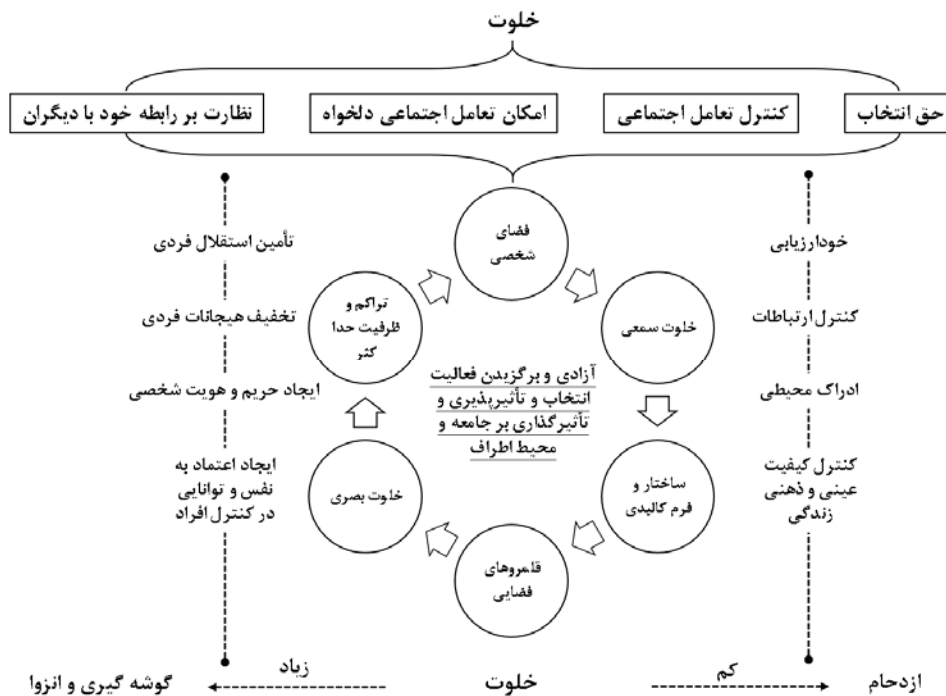 خلوت
حق انتخاب
کنترل تعامل اجتماعی
امکان تعامل اجتماعی دلخواه
نظارت بر رابطه خود با دیگران
خودارزیابی
کنترل ارتباطات
ادراک محیطی
کنترل کیفیت
عینی و ذهنی
زندگی
فضای
شخصی
خلوت سمعی
ساختار و
فرم کالبدی
قلمروهای
فضایی
خلوت بصری
تراکم و
ظرفیت حدا
کثر
آزادی و برگزیدن فعالیت
انتخاب و تأثیرپذیری و
تأثیرگذاری بر جامعه و
محیط اطراف
تأمین استقلال فردی
تخفیف هیجانات فردی
ایجاد حریم و هویت شخصی
ایجاد اعتماد به
نفس و توانایی
در کنترل افراد
ازدحام
کم
خلوت
زیاد
گوشه گیری و انزوا